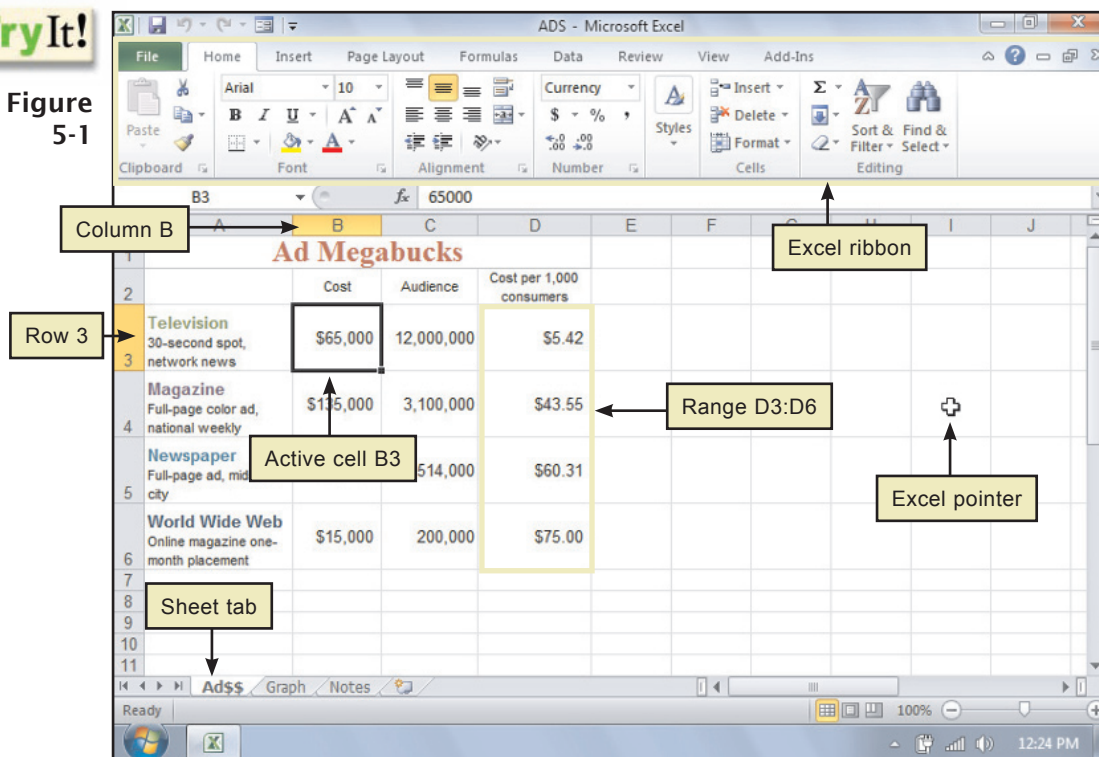 ryIt!
Figure
5-1
ADS - Microsoft Excel
File Home Insert Page Layout Formulas Data Review View Add-Ins
Arial 10 Currency Insert Σ
Paste B I U A A $ % , Styles Delete Sort & Find &
A .0 .00 .00 .0 Format Filter Select
Clipboard Font Alignment Number Cells Editing
B3 fx 65000
Column B
Excel ribbon
A B C D E F G H I J
1 Ad Megabucks
2 Cost Audience Cost per 1,000
consumers
Row 3
3 Television
30-second spot,
network news
$65,000 12,000,000 $5.42
4 Magazine
Full-page color ad,
national weekly
$135,000 3,100,000 $43.55
Range D3:D6
Active cell B3
Excel pointer
5 Newspaper
Full-page ad, mid
city
514,000 $60.31
6 World Wide Web
Online magazine one-
month placement
$15,000 200,000 $75.00
7
8
Sheet tab
9
10
11
Ad$$ Graph Notes
Ready 100%
12:24 PM